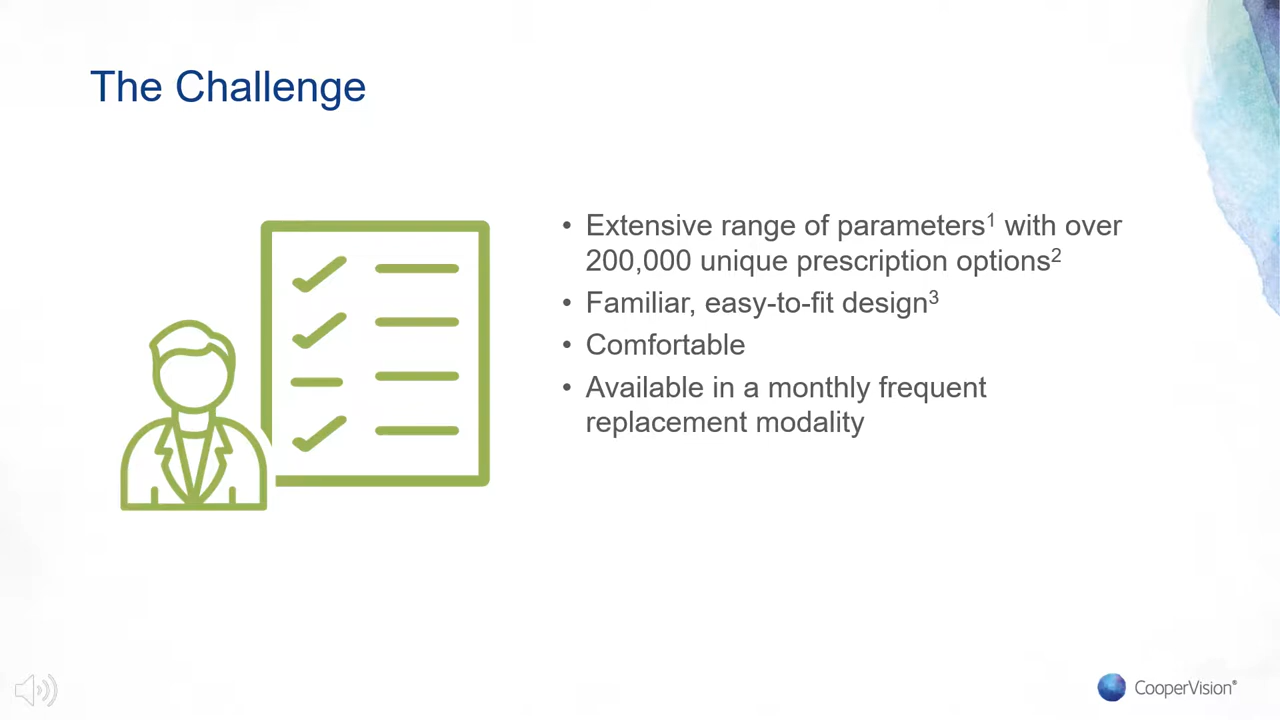 The Challenge
• Extensive range of parameters¹ with over
200,000 unique prescription options²
• Familiar, easy-to-fit design³
• Comfortable
• Available in a monthly frequent
replacement modality
CooperVision®